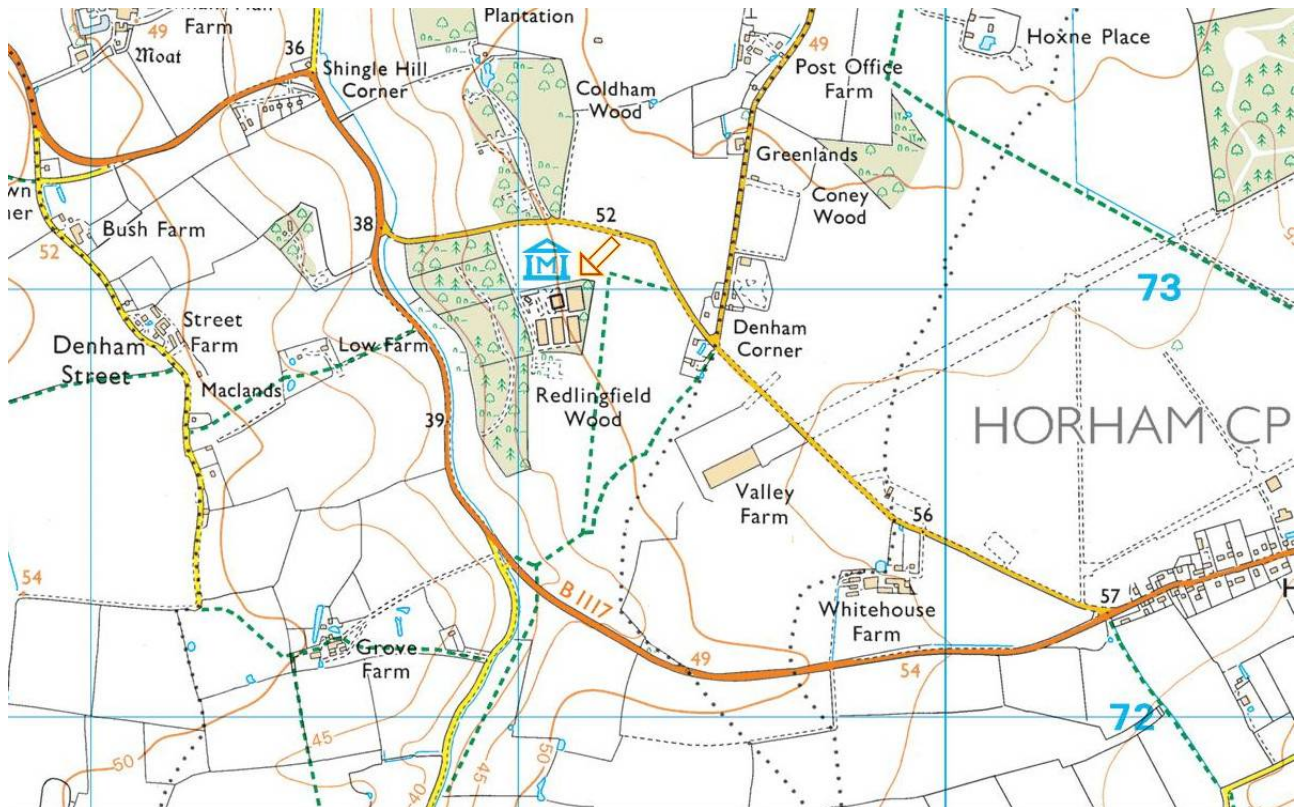 Plantation
Farm
49
Moat
36
Shingle Hill
Corner
49
Post Office
Farm
Hoxne Place
Coldham
Wood
Greenlands
Coney
Wood
52
38
Bush Farm
52
M
73
Street
Farm
Denham
Street
Low Farm
Maclands
Denham
Corner
Redlingfield
Wood
39
HORHAM CP
Valley
Farm
56
54
B 1117
57
Whitehouse
Farm
Grove
Farm
49
54
72
50
45
40
45
50